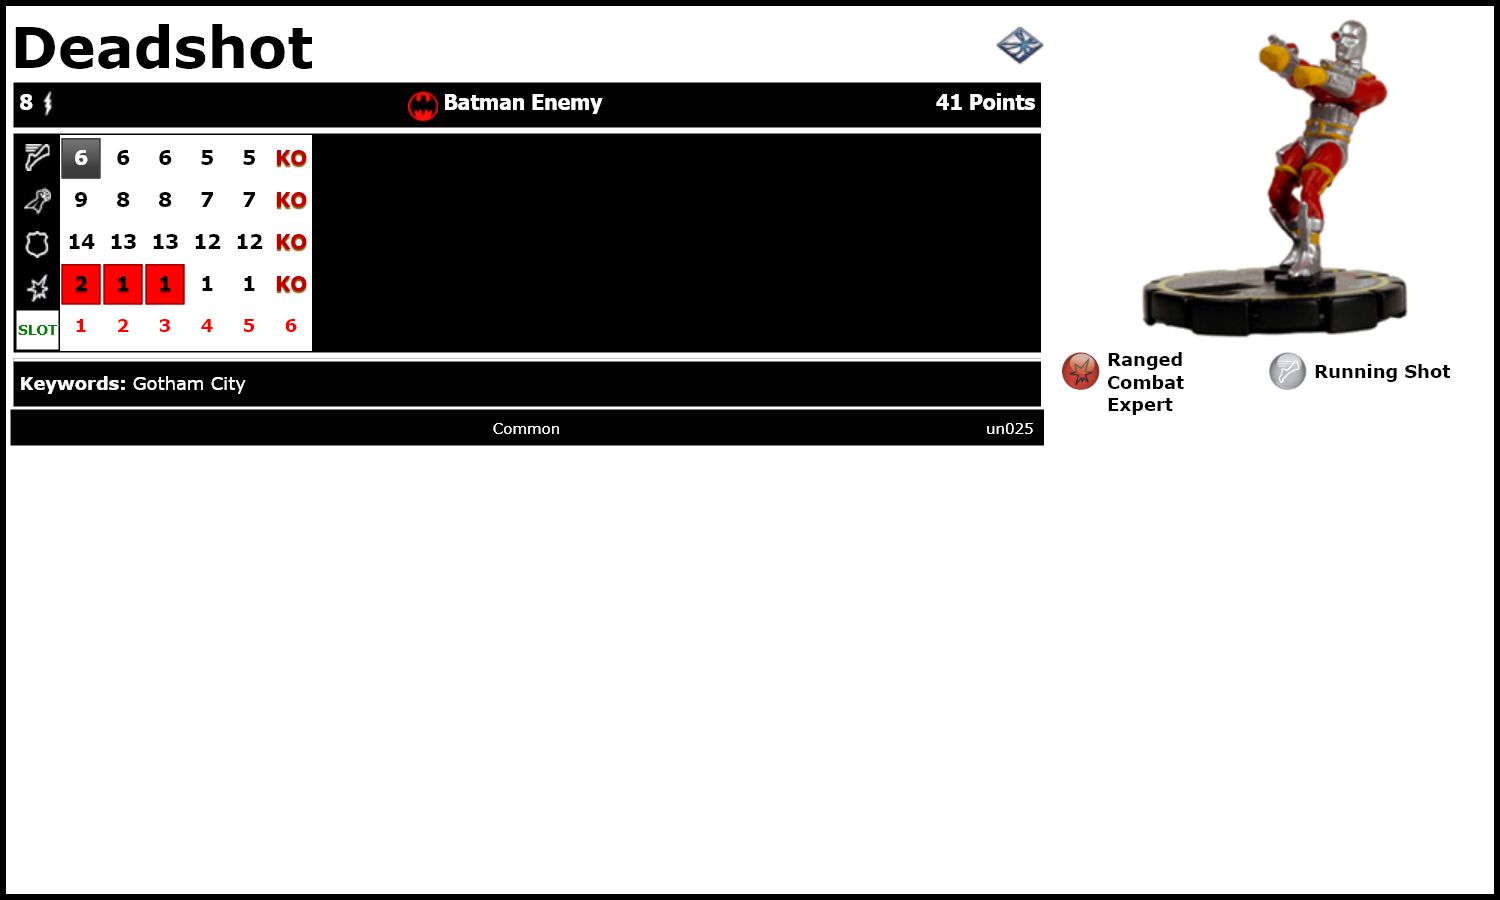 Deadshot
8 Batman Enemy 41 Points
6 6 6 5 5 KO
9 8 8 7 7 KO
14 13 13 12 12 KO
2 1 1 1 1 KO
SLOT 1 2 3 4 5 6
Keywords: Gotham City
Common un025
Ranged
Combat
Expert
Running Shot